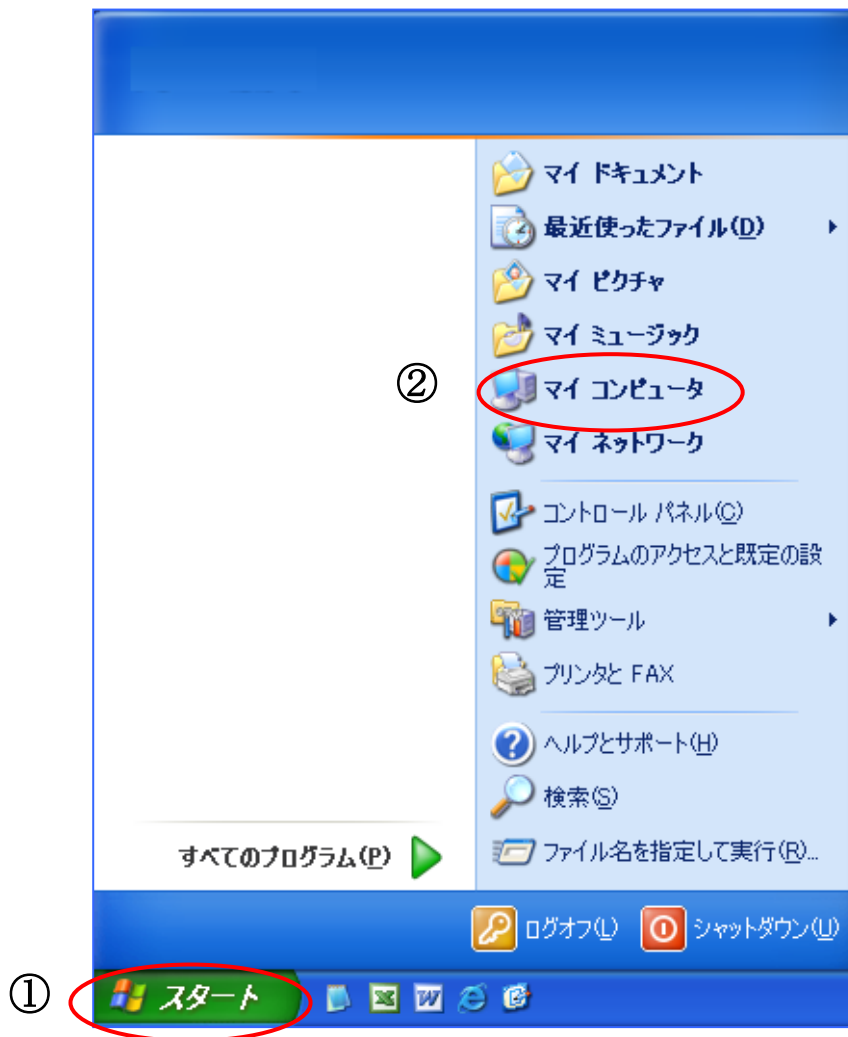 マイ ドキュメント
最近使ったファイル(D)
マイ ピクチャ
マイ ミュージック
②
マイ コンピュータ
マイ ネットワーク
コントロール パネル(C)
プログラムのアクセスと既定の設
定
管理ツール
プリンタと FAX
ヘルプとサポート(H)
検索(S)
すべてのプログラム(P)
ファイル名を指定して実行(R)...
ログオフ(L)
シャットダウン(U)
①
スタート